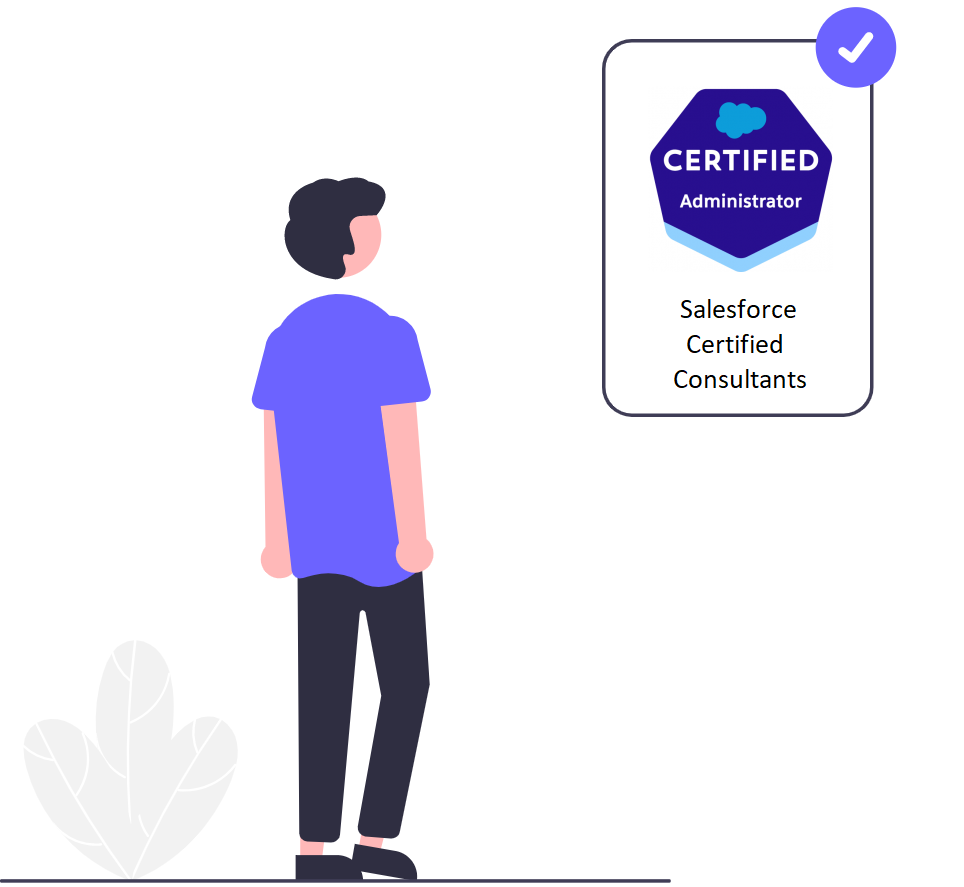 CERTIFIED
Administrator
Salesforce
Certified
Consultants